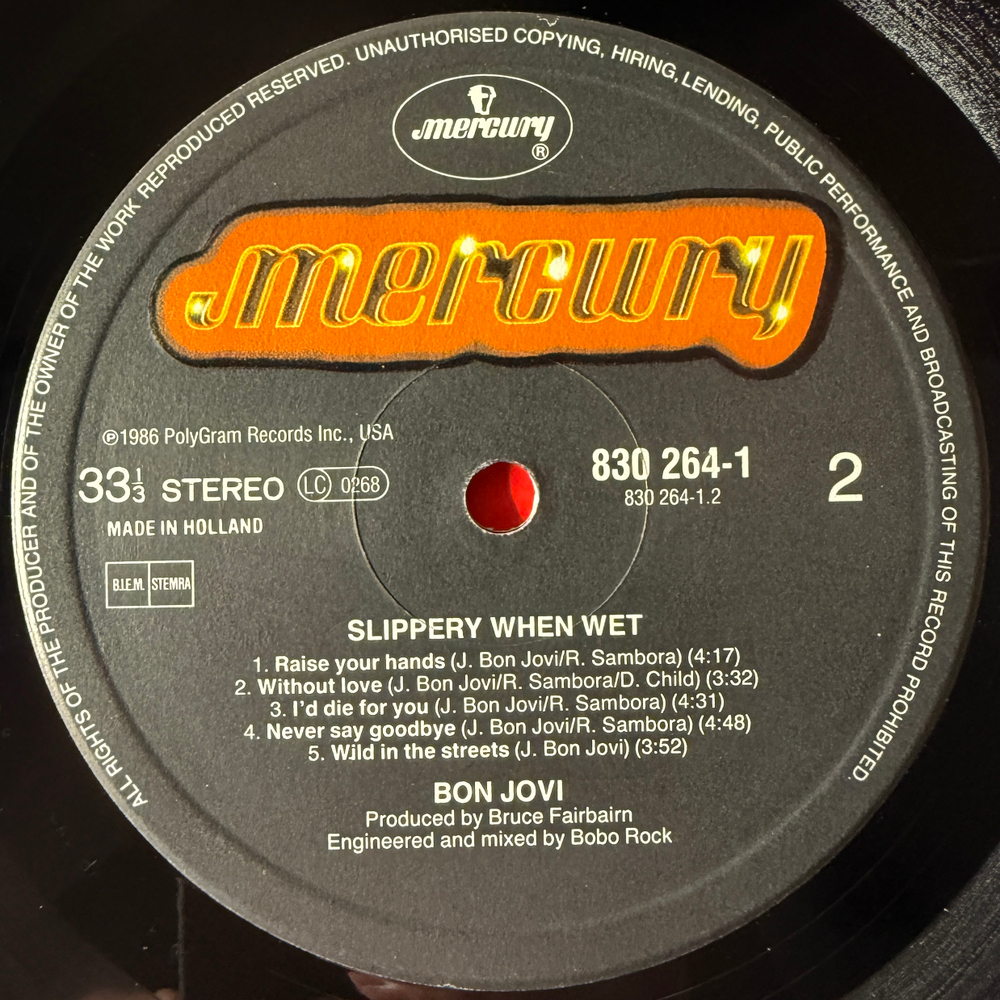 ALL RIGHTS OF THE PRODUCER AND OF THE OWNER OF THE WORK REPRODUCED RESERVED. UNAUTHORISED COPYING, HIRING, LENDING, PUBLIC PERFORMANCE AND BROADCASTING OF THIS RECORD PROHIBITED.
mercury
®
mercury
℗1986 PolyGram Records Inc., USA
33⅓ STEREO LC 0268
MADE IN HOLLAND
B.I.E.M. STEMRA
830 264-1
830 264-1.2
2
SLIPPERY WHEN WET
1. Raise your hands (J. Bon Jovi/R. Sambora) (4:17)
2. Without love (J. Bon Jovi/R. Sambora/D. Child) (3:32)
3. I'd die for you (J. Bon Jovi/R. Sambora) (4:31)
4. Never say goodbye (J. Bon Jovi/R. Sambora) (4:48)
5. Wild in the streets (J. Bon Jovi) (3:52)
BON JOVI
Produced by Bruce Fairbairn
Engineered and mixed by Bobo Rock